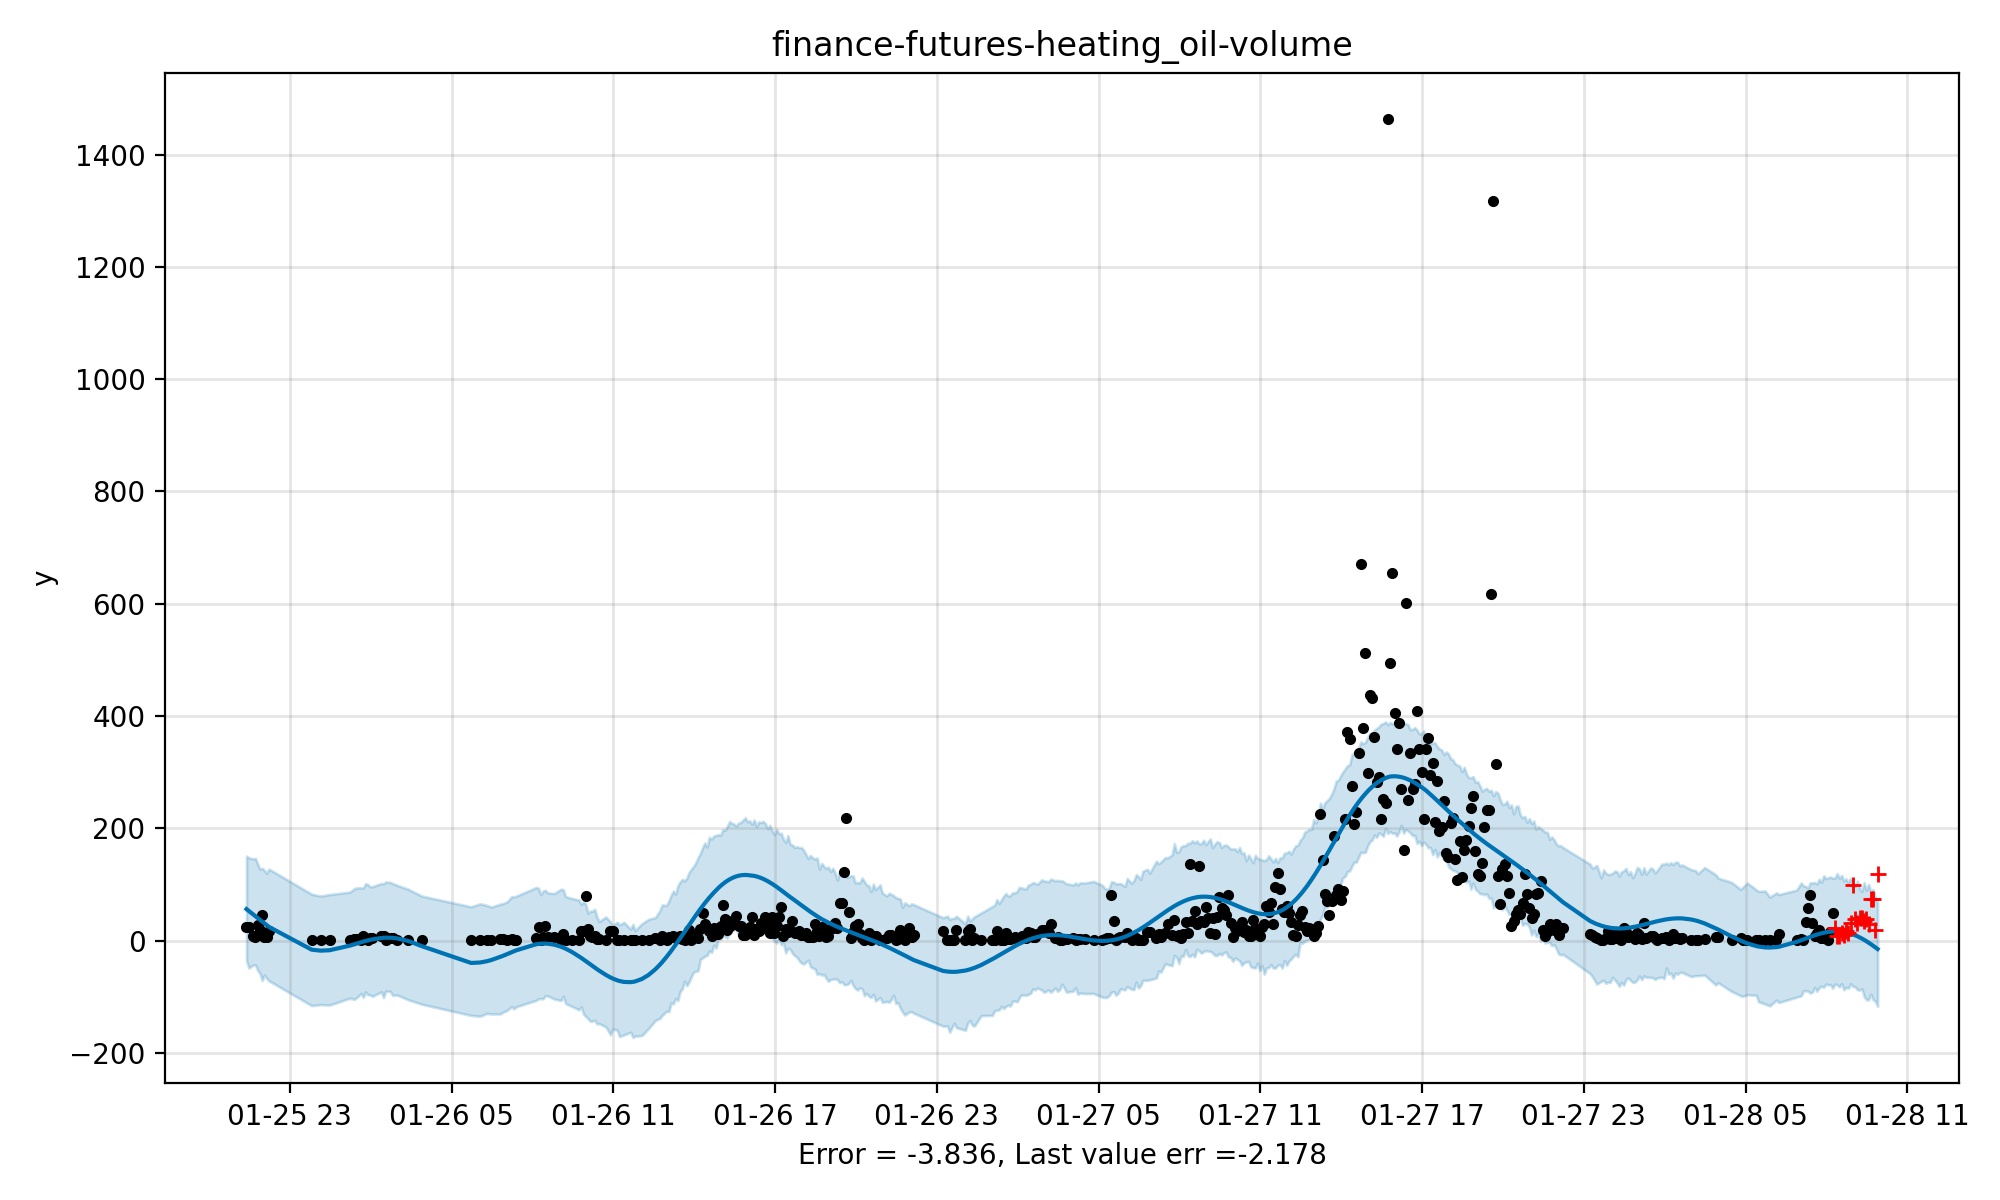 finance-futures-heating_oil-volume
1400
1200
1000
800
600
400
200
0
−200
y
01-25 23 01-26 05 01-26 11 01-26 17 01-26 23 01-27 05 01-27 11 01-27 17 01-27 23 01-28 05 01-28 11
Error = -3.836, Last value err =-2.178